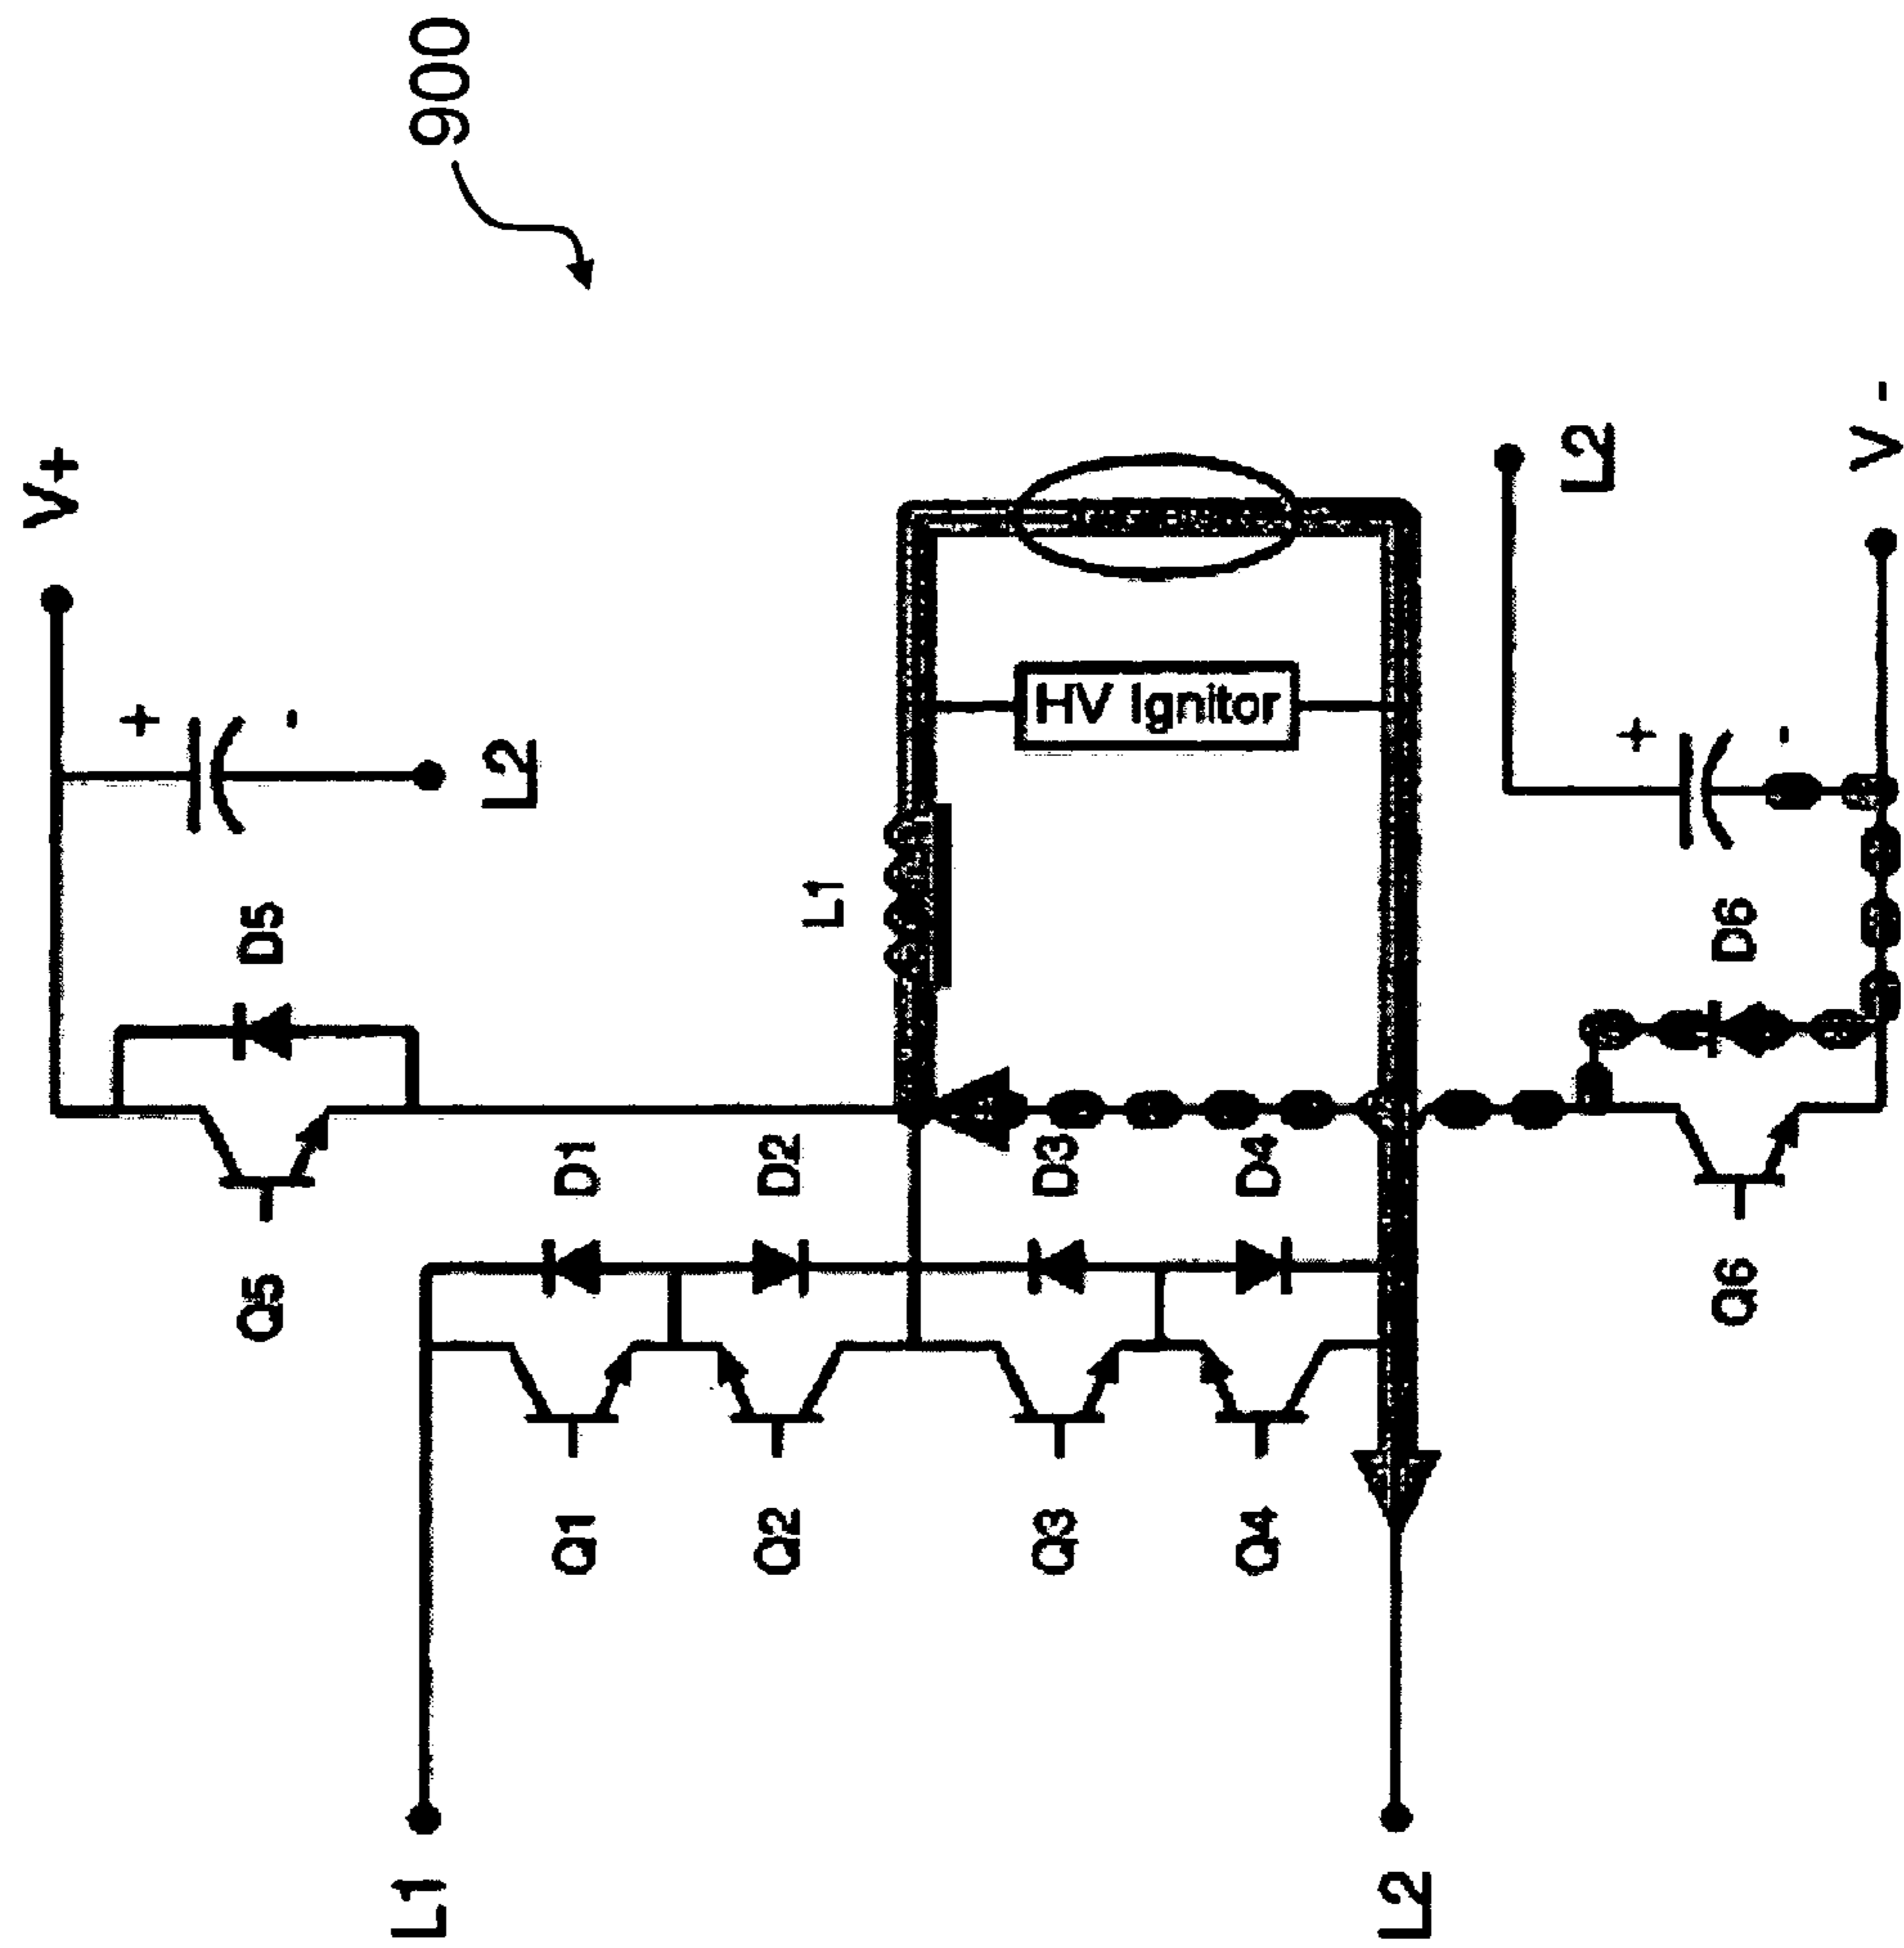 900
V+
+
-
L2
D5
Q5
L1
HV Ignitor
L2
V -
+
-
D6
Q6
D1
D2
D3
D4
Q1
Q2
Q3
Q4
L1
L2